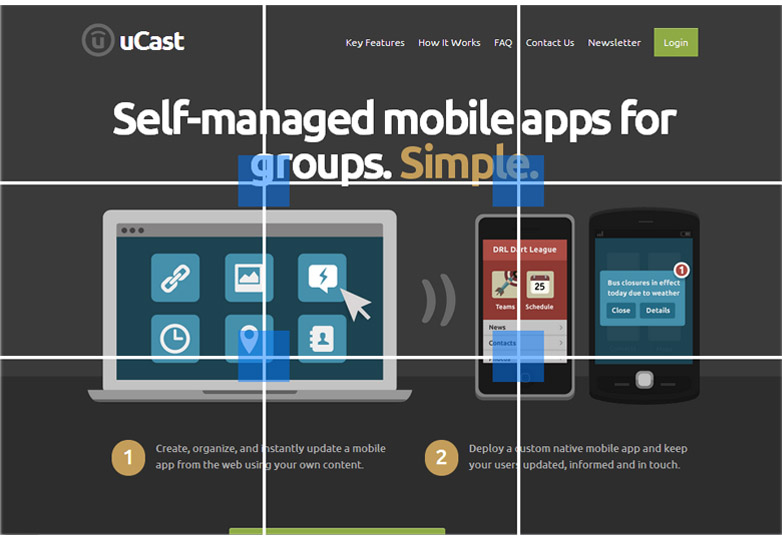 uCast
Key Features How It Works FAQ Contact Us Newsletter Login
Self-managed mobile apps for
groups. Simple.
DRL Dart League
Teams Schedule
25
News
Contacts
1
Bus closures in effect
today due to weather
Close Details
1 Create, organize, and instantly update a mobile
app from the web using your own content.
2 Deploy a custom native mobile app and keep
your users updated, informed and in touch.